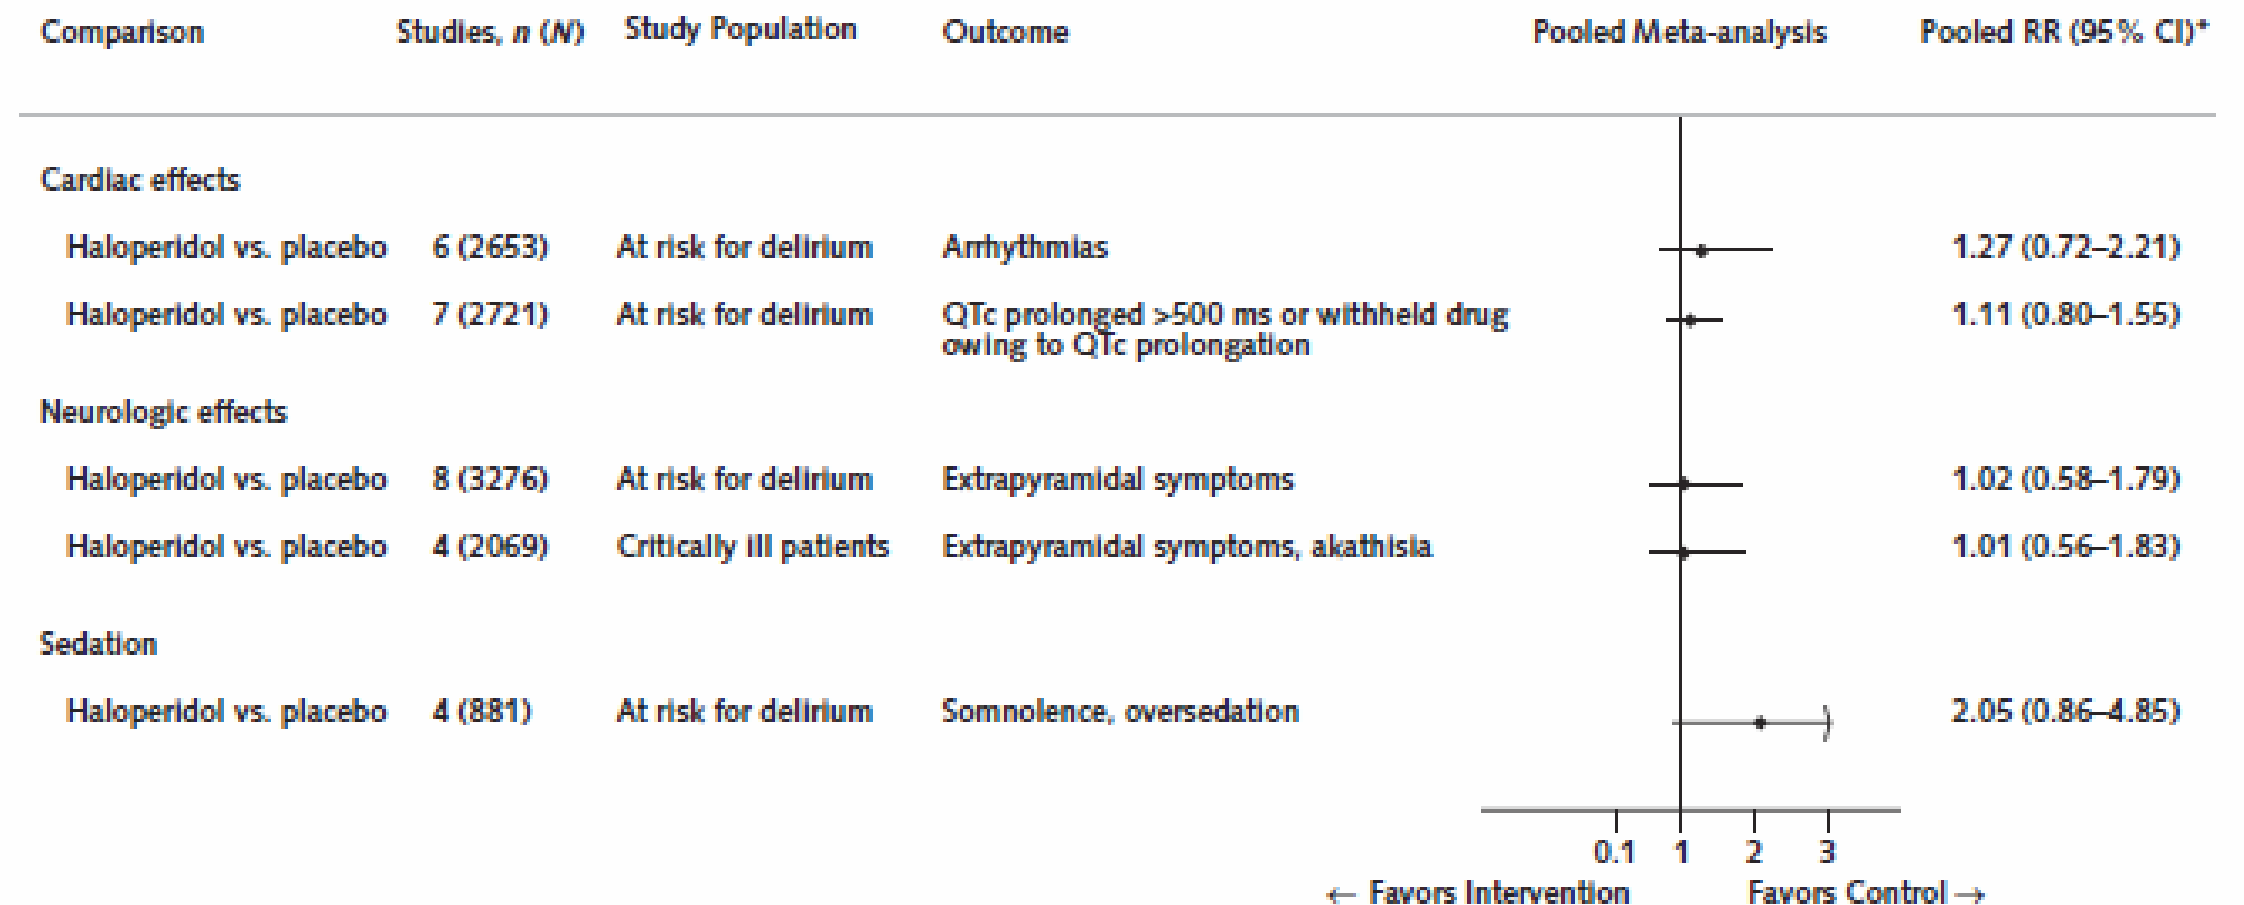 Comparison Studies, n (N) Study Population Outcome Pooled Meta-analysis Pooled RR (95% CI)*
Cardiac effects
Haloperidol vs. placebo 6 (2653) At risk for delirium Arrhythmias 1.27 (0.72–2.21)
Haloperidol vs. placebo 7 (2721) At risk for delirium QTc prolonged >500 ms or withheld drug 1.11 (0.80–1.55)
owing to QTc prolongation
Neurologic effects
Haloperidol vs. placebo 8 (3276) At risk for delirium Extrapyramidal symptoms 1.02 (0.58–1.79)
Haloperidol vs. placebo 4 (2069) Critically ill patients Extrapyramidal symptoms, akathisia 1.01 (0.56–1.83)
Sedation
Haloperidol vs. placebo 4 (881) At risk for delirium Somnolence, oversedation 2.05 (0.86–4.85)
0.1 1 2 3
← Favors Intervention Favors Control →